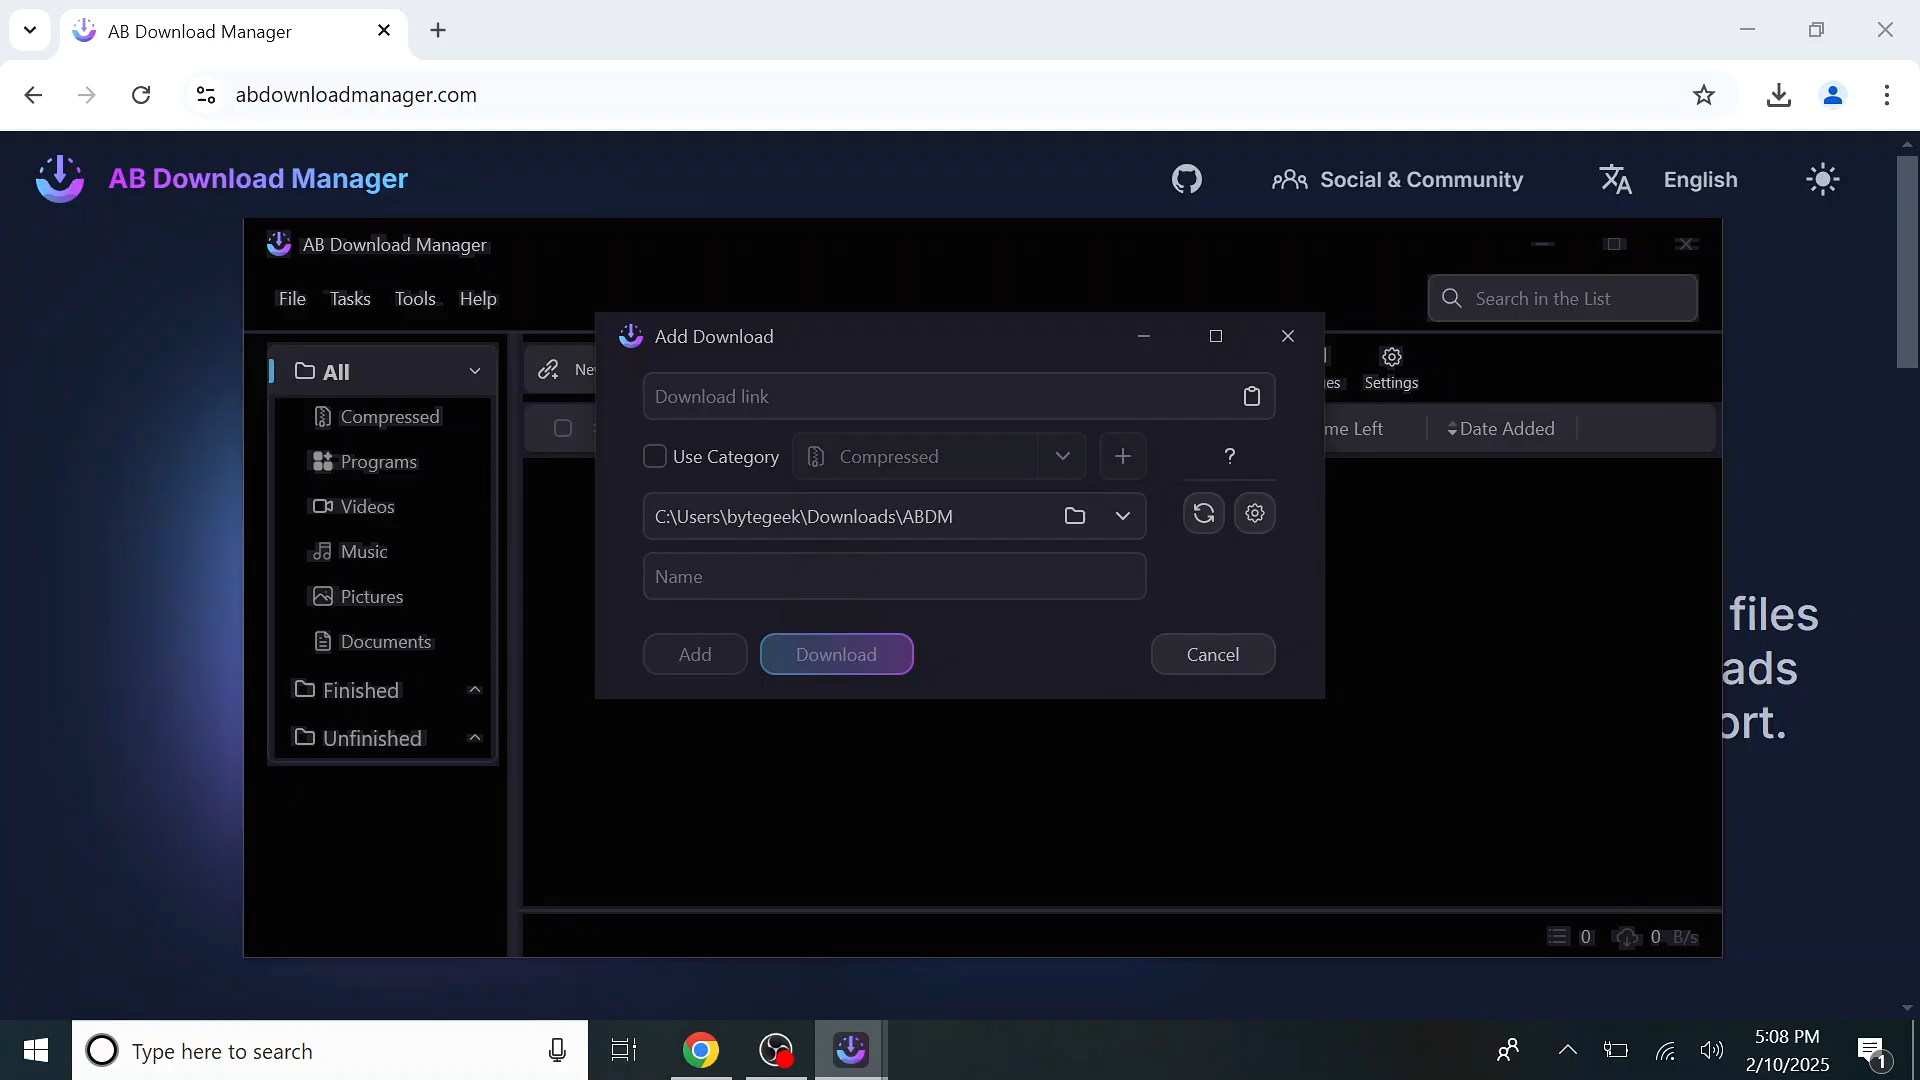 AB Download Manager
abdownloadmanager.com
AB Download Manager
Social & Community
English
AB Download Manager
File Tasks Tools Help
Search in the List
Add Download
All
Settings
Download link
Compressed
me Left
Date Added
Use Category
Compressed
?
Programs
Videos
C:\Users\bytegeek\Downloads\ABDM
Music
Name
Pictures
files
Documents
Add
Download
Cancel
ads
Finished
ort.
Unfinished
0
0 B/s
Type here to search
5:08 PM
2/10/2025
1